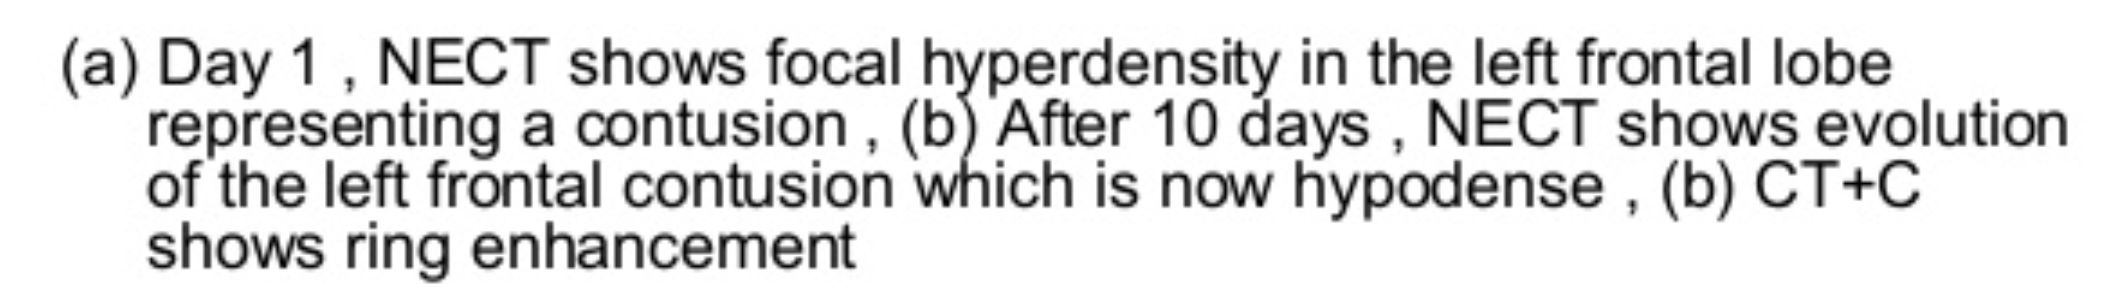 (a) Day 1 , NECT shows focal hyperdensity in the left frontal lobe
representing a contusion , (b) After 10 days , NECT shows evolution
of the left frontal contusion which is now hypodense , (b) CT+C
shows ring enhancement